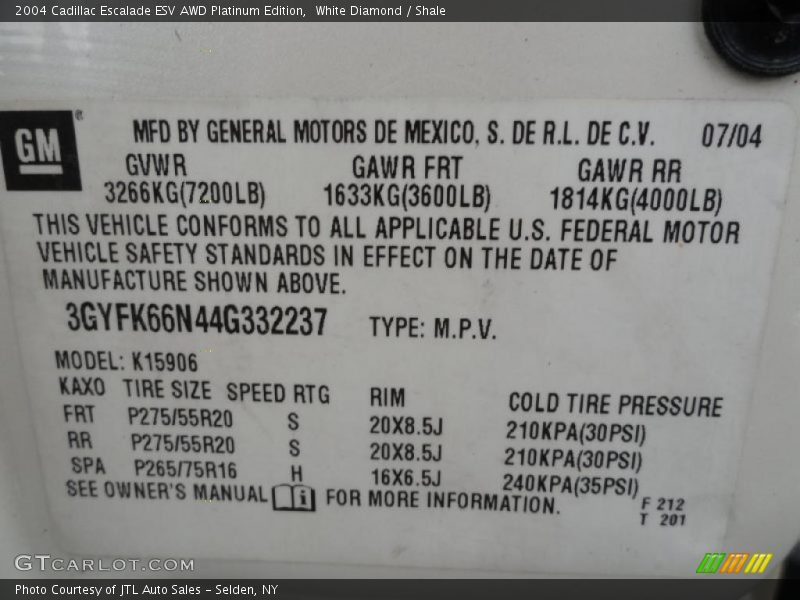 2004 Cadillac Escalade ESV AWD Platinum Edition, White Diamond / Shale
GM ®
MFD BY GENERAL MOTORS DE MEXICO, S. DE R.L. DE C.V. 07/04
GVWR GAWR FRT GAWR RR
3266KG(7200LB) 1633KG(3600LB) 1814KG(4000LB)
THIS VEHICLE CONFORMS TO ALL APPLICABLE U.S. FEDERAL MOTOR
VEHICLE SAFETY STANDARDS IN EFFECT ON THE DATE OF
MANUFACTURE SHOWN ABOVE.
3GYFK66N44G332237 TYPE: M.P.V.
MODEL: K15906
KAXO TIRE SIZE SPEED RTG RIM COLD TIRE PRESSURE
FRT P275/55R20 S 20X8.5J 210KPA(30PSI)
RR P275/55R20 S 20X8.5J 210KPA(30PSI)
SPA P265/75R16 H 16X6.5J 240KPA(35PSI)
SEE OWNER'S MANUAL i FOR MORE INFORMATION.
F 212
T 201
GTCARLOT.COM
Photo Courtesy of JTL Auto Sales - Selden, NY